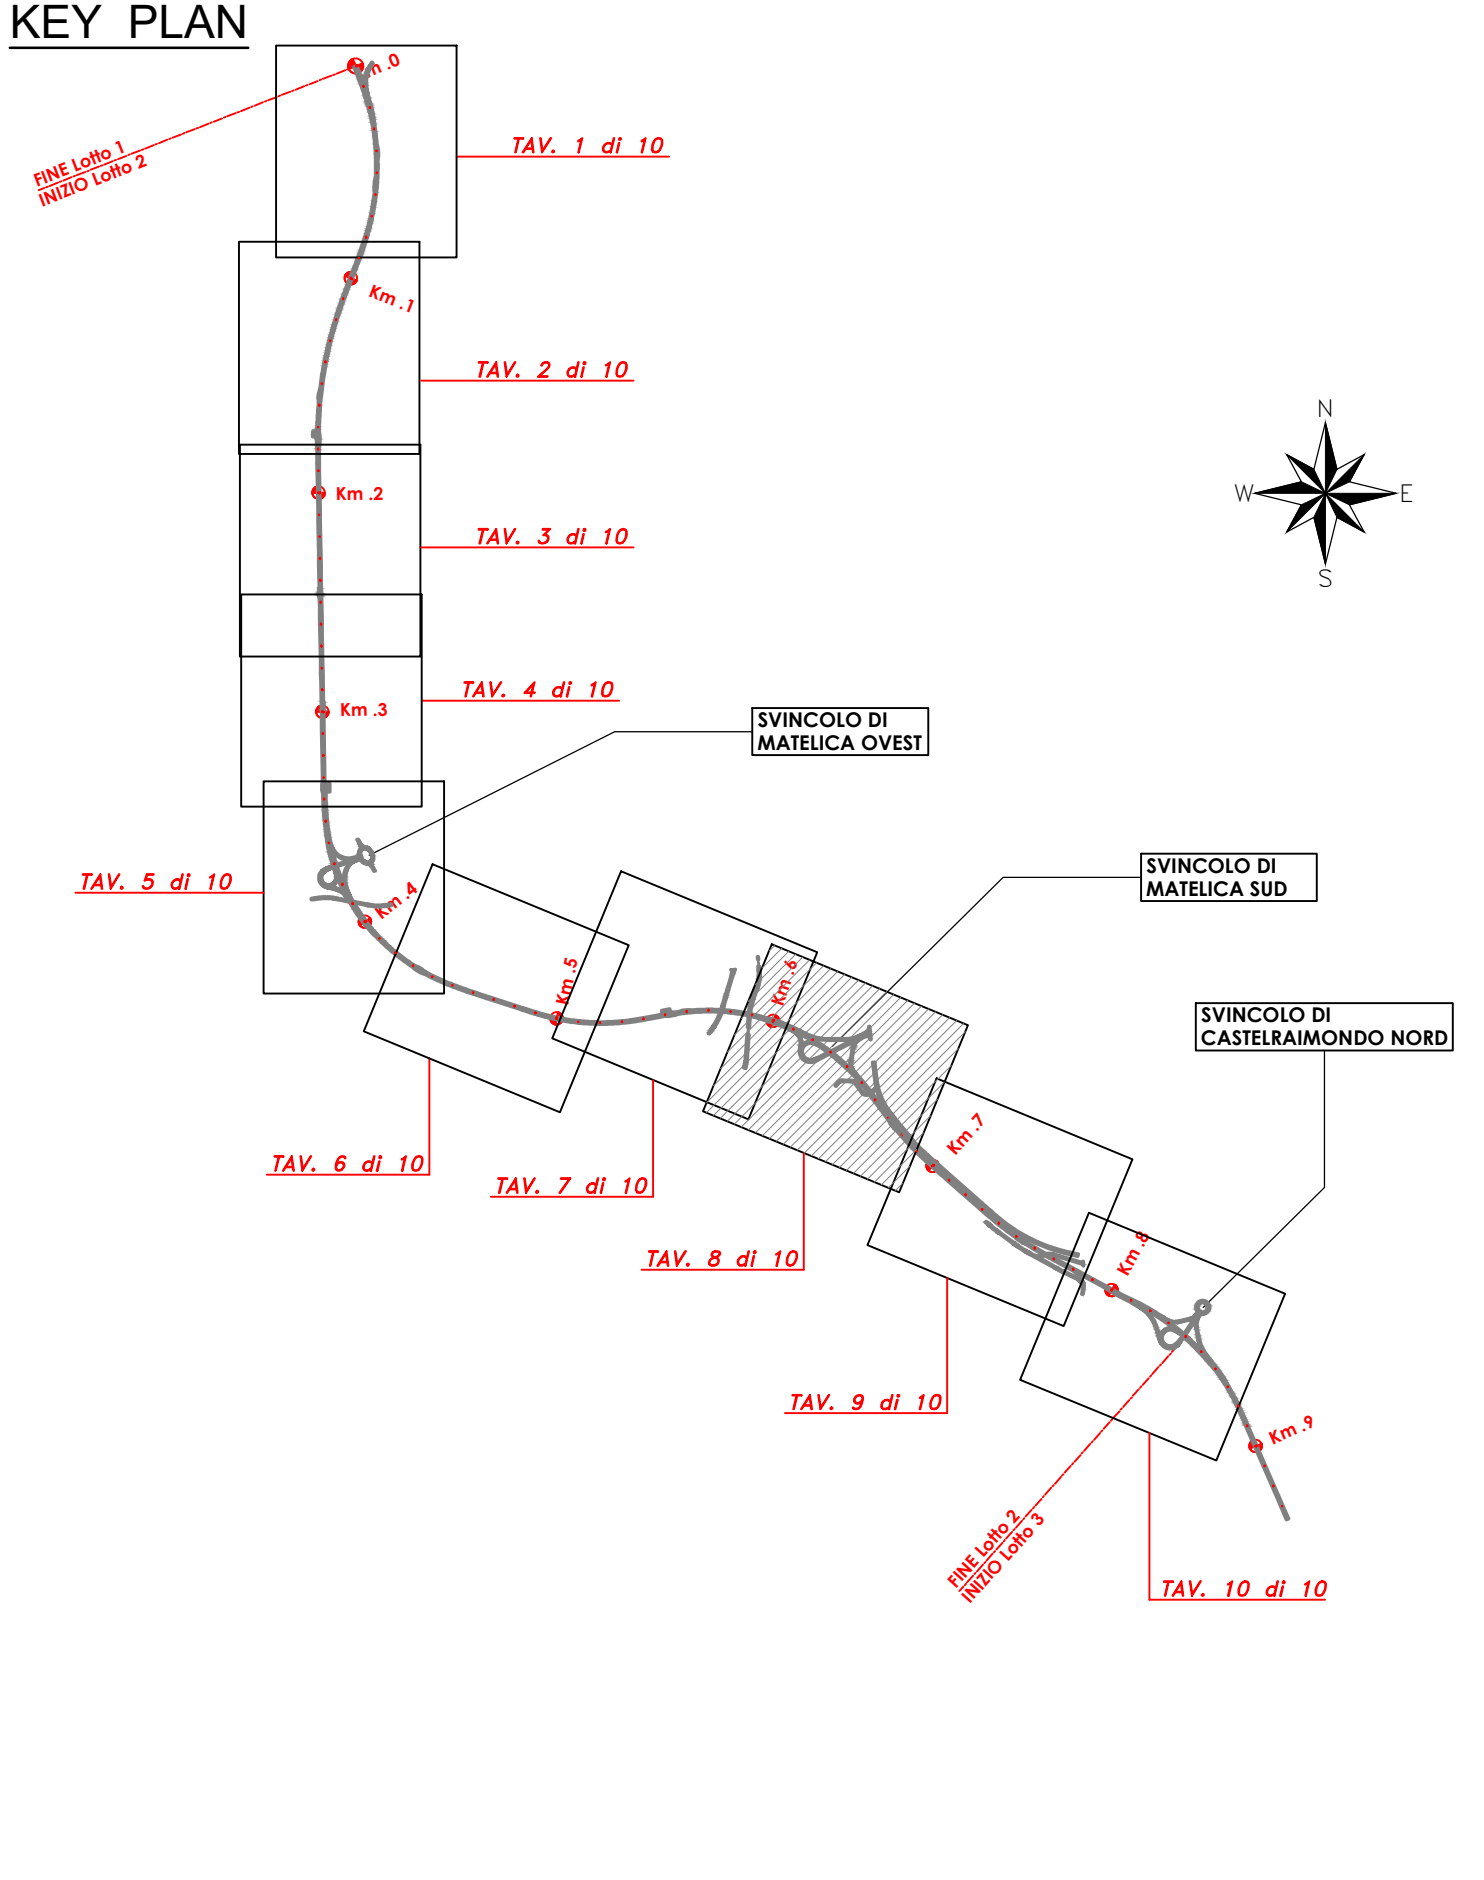 KEY PLAN
.0
FINE Lotto 1
INIZIO Lotto 2
TAV. 1 di 10
Km .1
TAV. 2 di 10
N
W
E
S
Km .2
TAV. 3 di 10
Km .3
TAV. 4 di 10
SVINCOLO DI
MATELICA OVEST
SVINCOLO DI
MATELICA SUD
TAV. 5 di 10
Km .4
Km .5
Km .6
SVINCOLO DI
CASTELRAIMONDO NORD
Km .7
TAV. 6 di 10
TAV. 7 di 10
TAV. 8 di 10
Km .8
TAV. 9 di 10
Km .9
FINE Lotto 2
INIZIO Lotto 3
TAV. 10 di 10